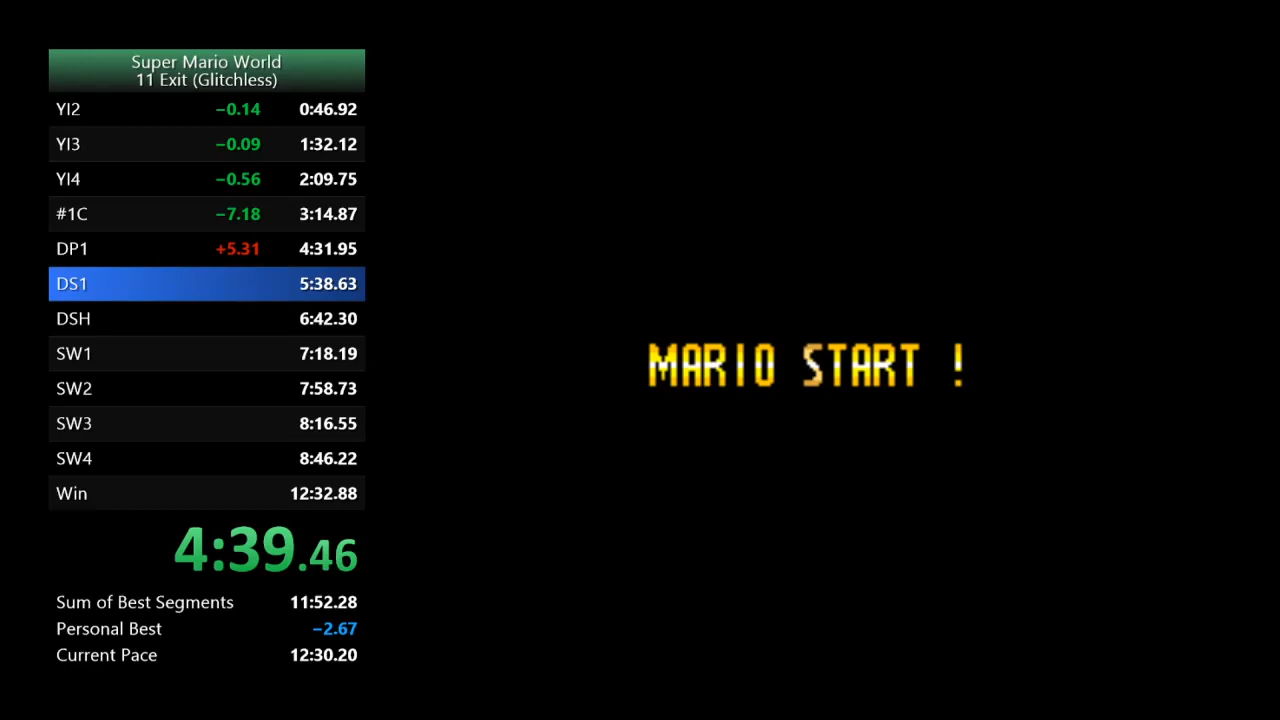 Super Mario World
11 Exit (Glitchless)
YI2 −0.14 0:46.92
YI3 −0.09 1:32.12
YI4 −0.56 2:09.75
#1C −7.18 3:14.87
DP1 +5.31 4:31.95
DS1 5:38.63
DSH 6:42.30
SW1 7:18.19
SW2 7:58.73
SW3 8:16.55
SW4 8:46.22
Win 12:32.88
4:39.46
Sum of Best Segments 11:52.28
Personal Best −2.67
Current Pace 12:30.20
MARIO START !